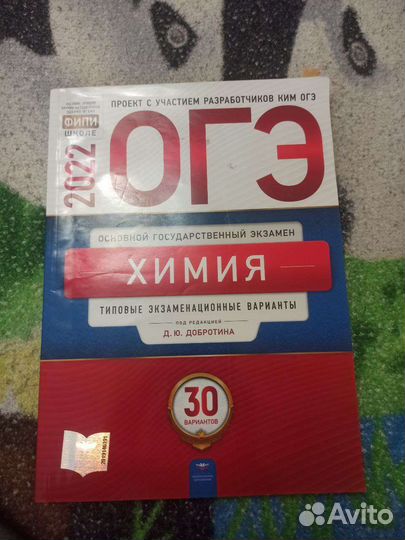 ПРОЕКТ С УЧАСТИЕМ РАЗРАБОТЧИКОВ КИМ ОГЭ
ФИПИ
ШКОЛЕ
2022
ОГЭ
ОСНОВНОЙ ГОСУДАРСТВЕННЫЙ ЭКЗАМЕН
ХИМИЯ
ТИПОВЫЕ ЭКЗАМЕНАЦИОННЫЕ ВАРИАНТЫ
ПОД РЕДАКЦИЕЙ
Д. Ю. ДОБРОТИНА
30
ВАРИАНТОВ
Avito